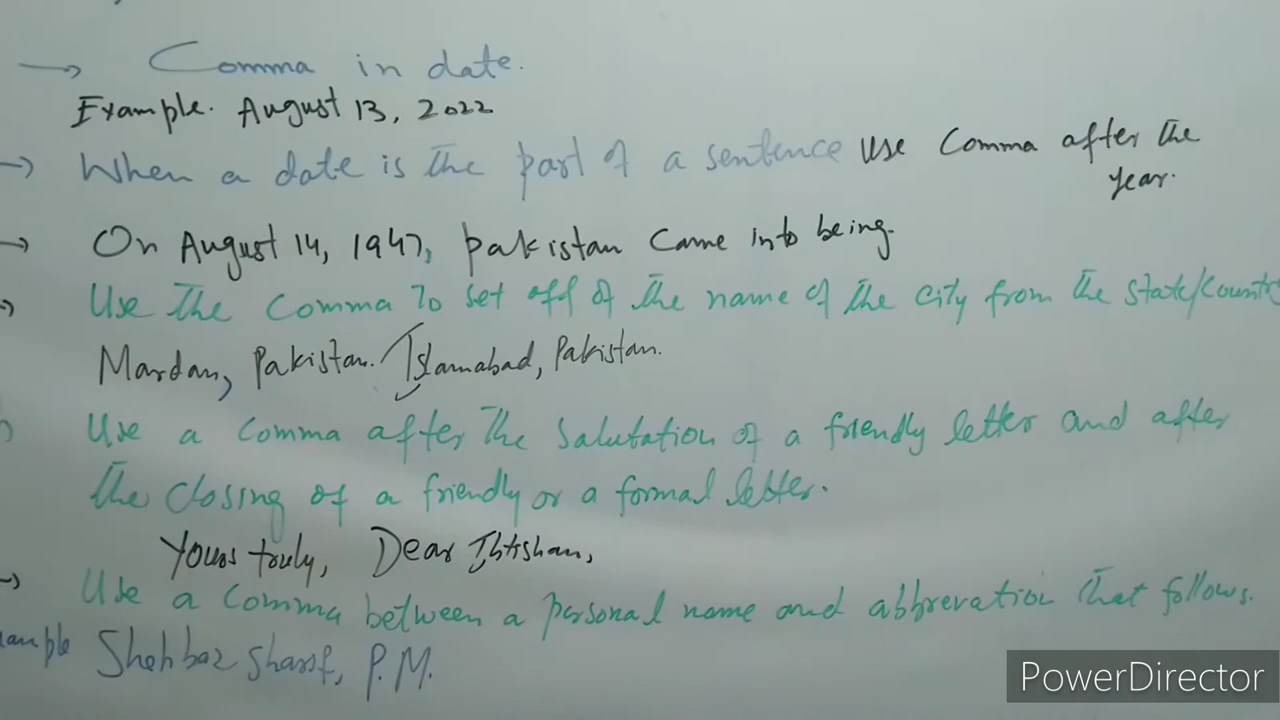 → Comma in date.
Example. August 13, 2022
→ When a date is the part of a sentence use Comma after the
year.
→ On August 14, 1947, Pakistan Came into being.
→ Use the Comma To set off of the name of the city from the State/Country
Mardan, Pakistan. / Islamabad, Pakistan.
Use a comma after the Salutation of a friendly letter and after
the closing of a friendly or a formal letter.
Yours truly, Dear Ihtsham,
→ Use a comma between a personal name and abbrevation that follows.
ample Shehbaz Sharif, P.M.
PowerDirector